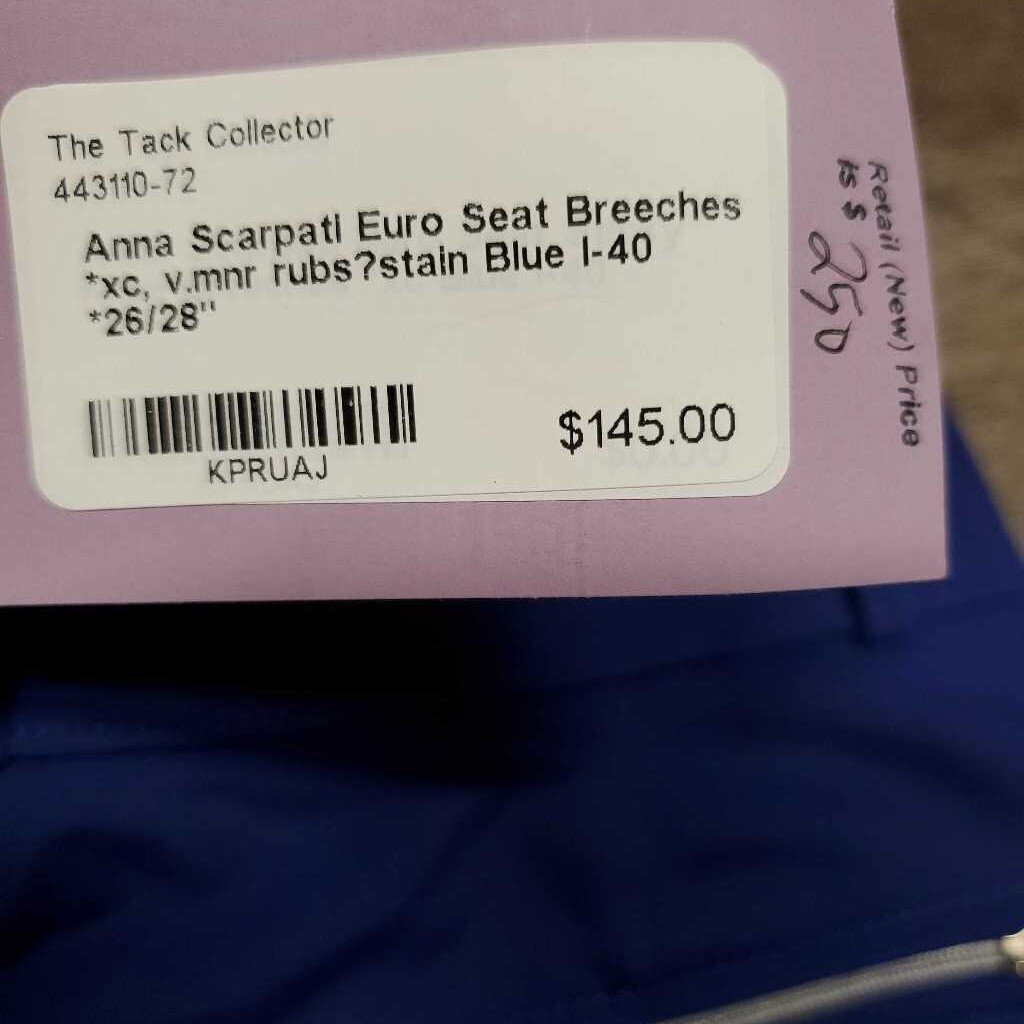 The Tack Collector
443110-72
Anna Scarpati Euro Seat Breeches
*xc, v.mnr rubs?stain Blue I-40
*26/28"
KPRUAJ
$145.00
Retail (New) Price
is $ 250